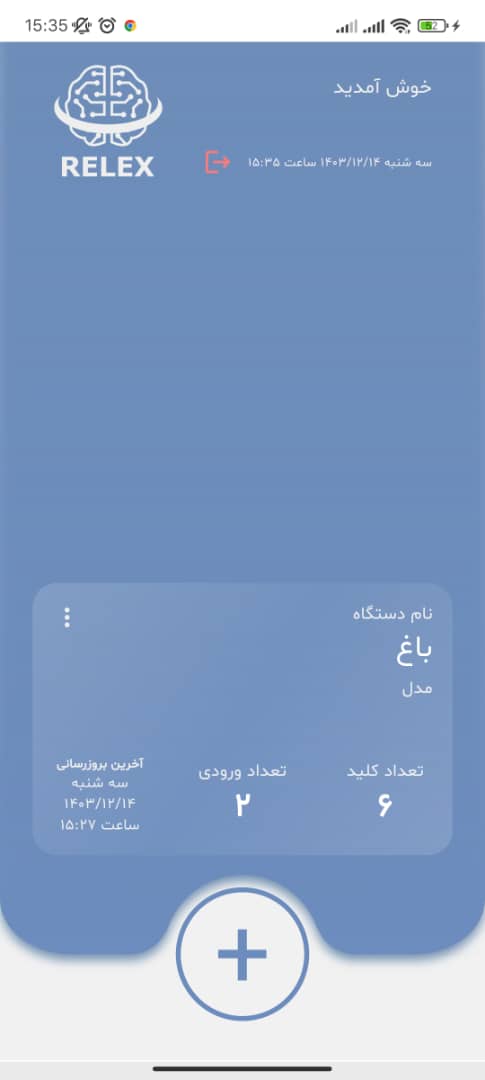 15:35
52
خوش آمدید
RELEX
سه شنبه ۱۴۰۳/۱۲/۱۴ ساعت ۱۵:۳۵
نام دستگاه
باغ
مدل
تعداد کلید
۶
تعداد ورودی
۲
آخرین بروزرسانی
سه شنبه
۱۴۰۳/۱۲/۱۴
ساعت ۱۵:۲۷